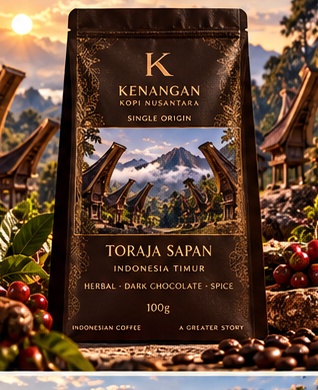 K
KENANGAN
KOPI NUSANTARA
SINGLE ORIGIN
TORAJA SAPAN
INDONESIA TIMUR
HERBAL · DARK CHOCOLATE · SPICE
100g
INDONESIAN COFFEE A GREATER STORY